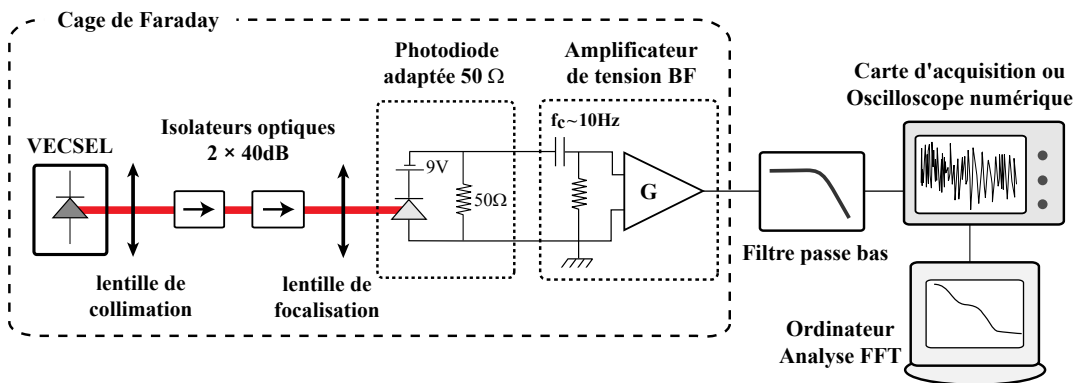 Cage de Faraday
Photodiode
adaptée 50 Ω
Amplificateur
de tension BF
Carte d'acquisition ou
Oscilloscope numérique
VECSEL
Isolateurs optiques
2 × 40dB
9V
50Ω
fc~10Hz
G
lentille de
collimation
lentille de
focalisation
Filtre passe bas
Ordinateur
Analyse FFT